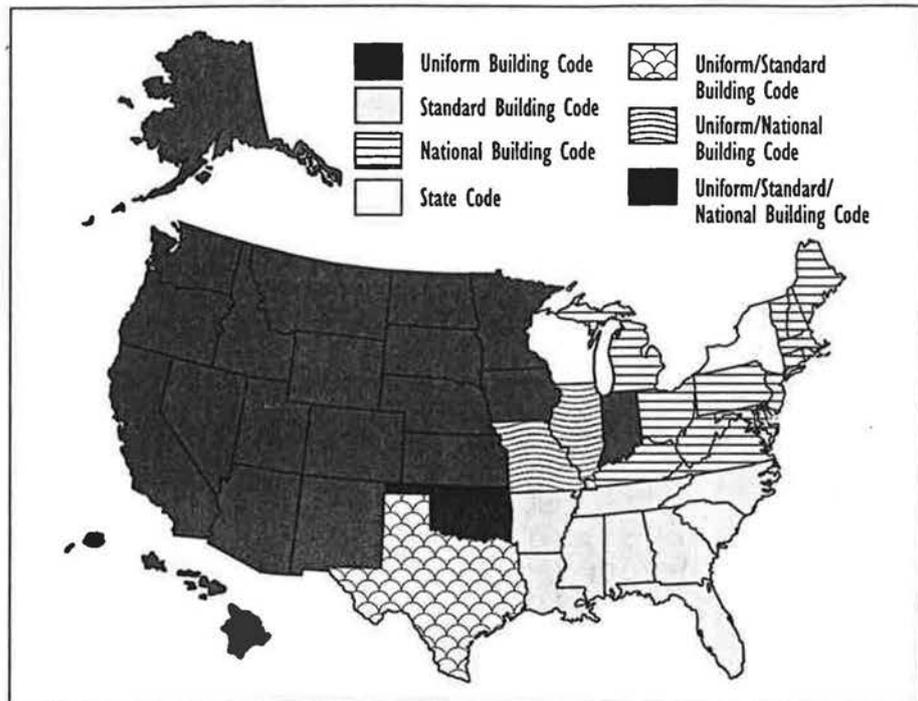 Uniform Building Code
Standard Building Code
National Building Code
State Code
Uniform/Standard
Building Code
Uniform/National
Building Code
Uniform/Standard/
National Building Code